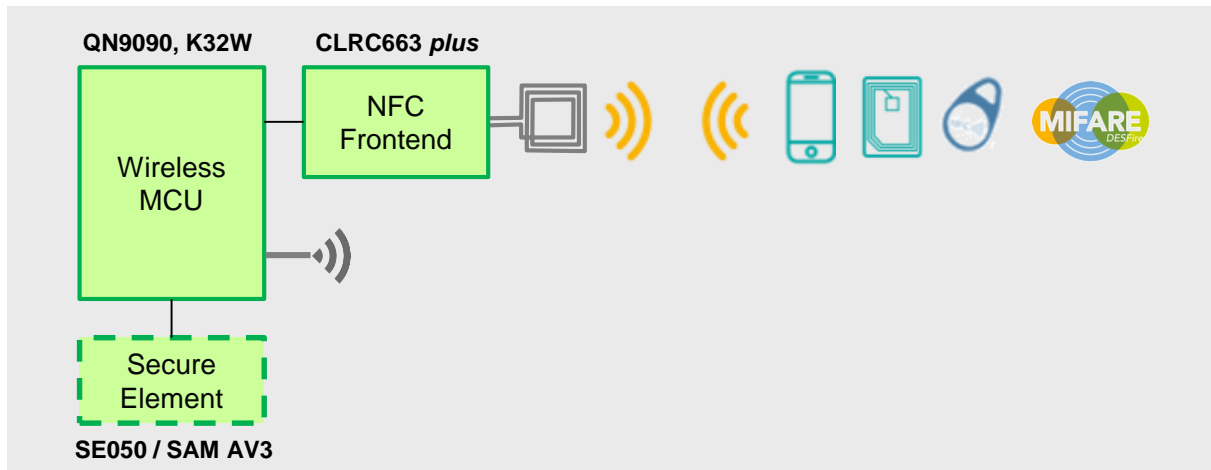 QN9090, K32W
CLRC663 plus
NFC
Frontend
Wireless
MCU
MIFARE
DESFire
Secure
Element
SE050 / SAM AV3